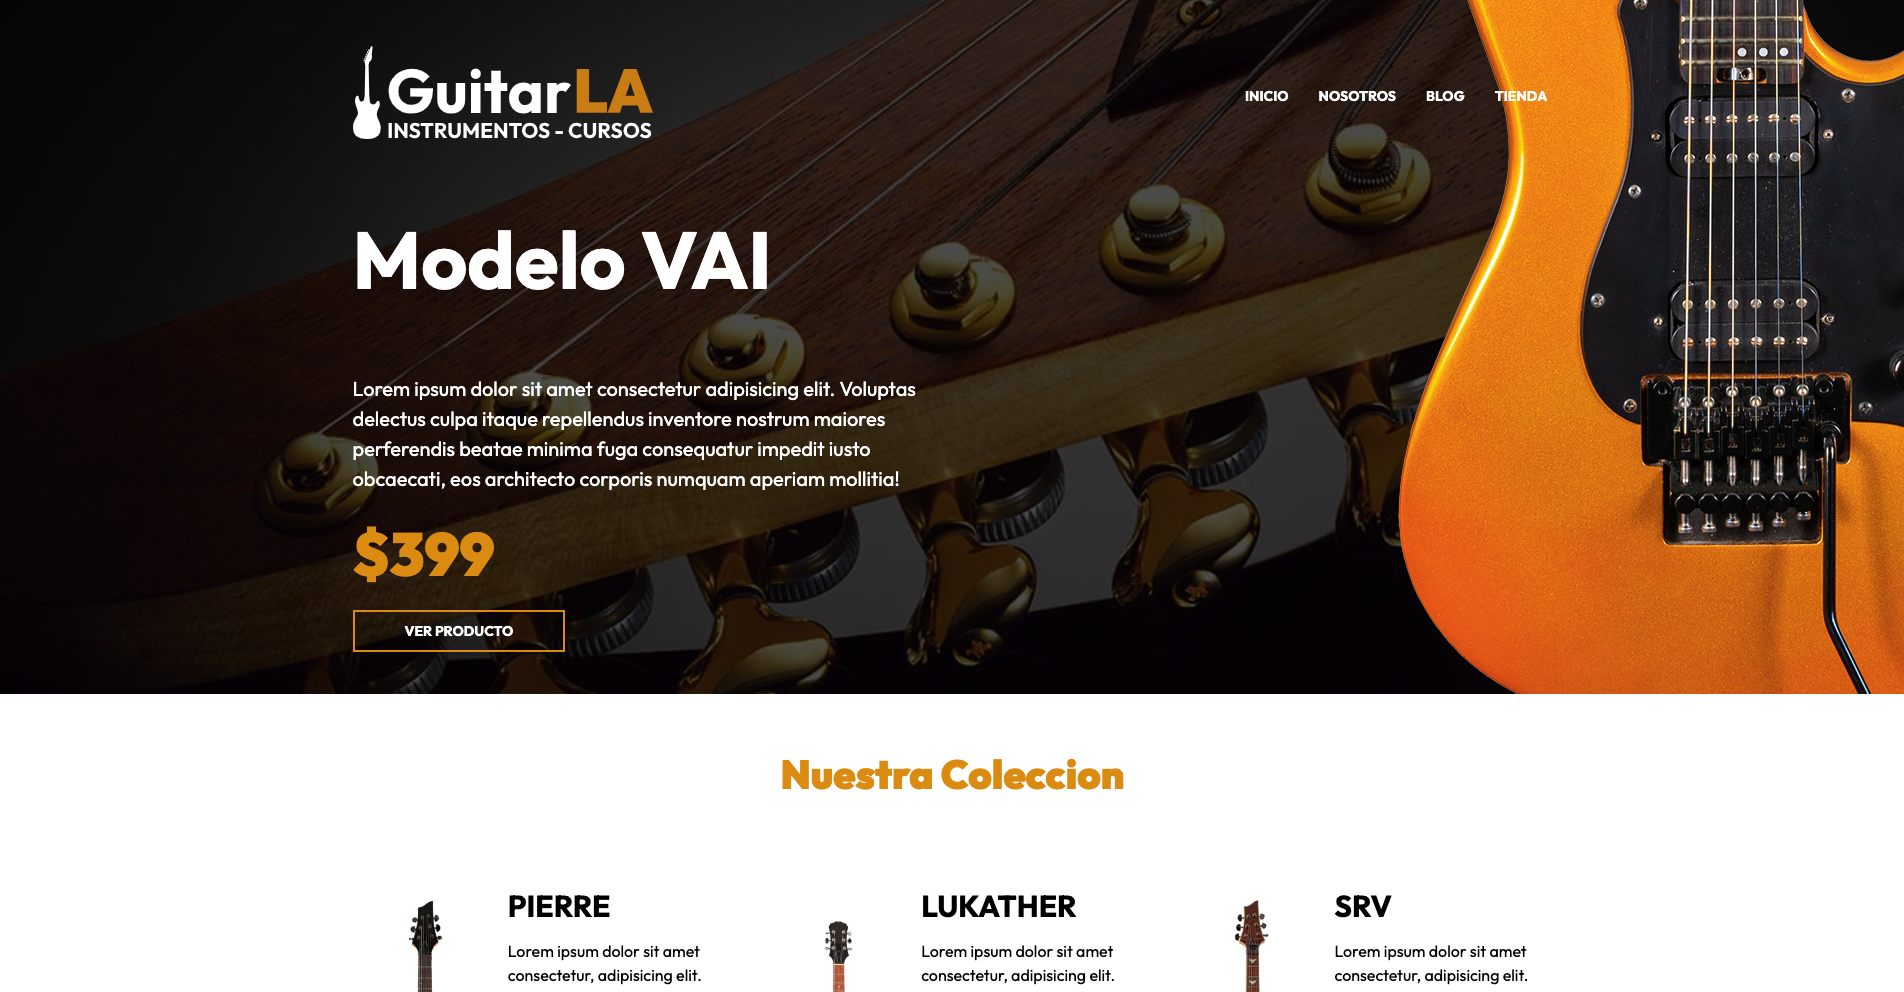 GuitarLA
INSTRUMENTOS - CURSOS
INICIO NOSOTROS BLOG TIENDA
Modelo VAI
Lorem ipsum dolor sit amet consectetur adipisicing elit. Voluptas
delectus culpa itaque repellendus inventore nostrum maiores
perferendis beatae minima fuga consequatur impedit iusto
obcaecati, eos architecto corporis numquam aperiam mollitia!
$399
VER PRODUCTO
Nuestra Coleccion
PIERRE
Lorem ipsum dolor sit amet
consectetur, adipisicing elit.
LUKATHER
Lorem ipsum dolor sit amet
consectetur, adipisicing elit.
SRV
Lorem ipsum dolor sit amet
consectetur, adipisicing elit.